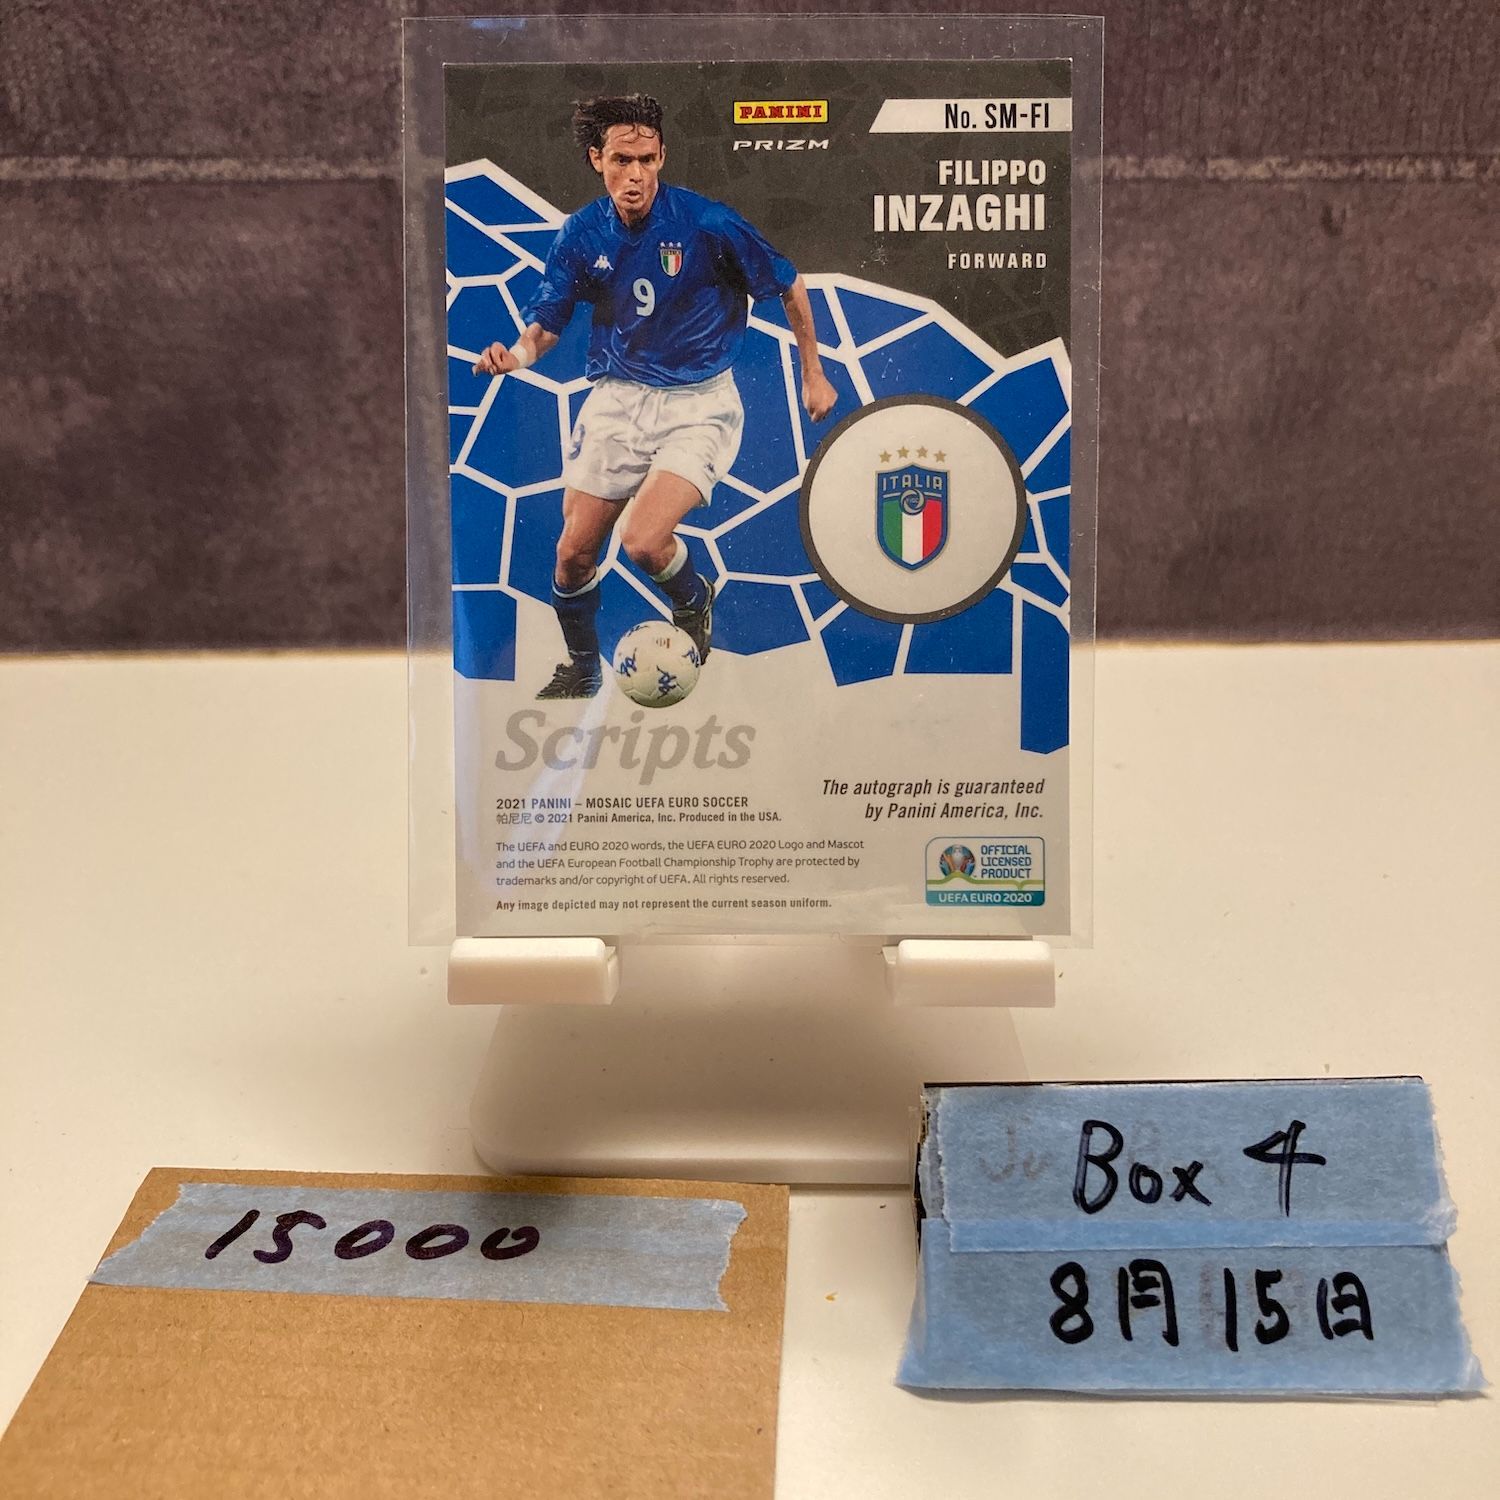 PANINI
PRIZM
No. SM-FI
FILIPPO
INZAGHI
FORWARD
ITALIA
9
ITALIA
FIGC
Scripts
The autograph is guaranteed
by Panini America, Inc.
2021 PANINI – MOSAIC UEFA EURO SOCCER
帕尼尼 © 2021 Panini America, Inc. Produced in the USA.
The UEFA and EURO 2020 words, the UEFA EURO 2020 Logo and Mascot
and the UEFA European Football Championship Trophy are protected by
trademarks and/or copyright of UEFA. All rights reserved.
Any image depicted may not represent the current season uniform.
OFFICIAL
LICENSED
PRODUCT
UEFA EURO 2020
15000
Box 4
8月15日